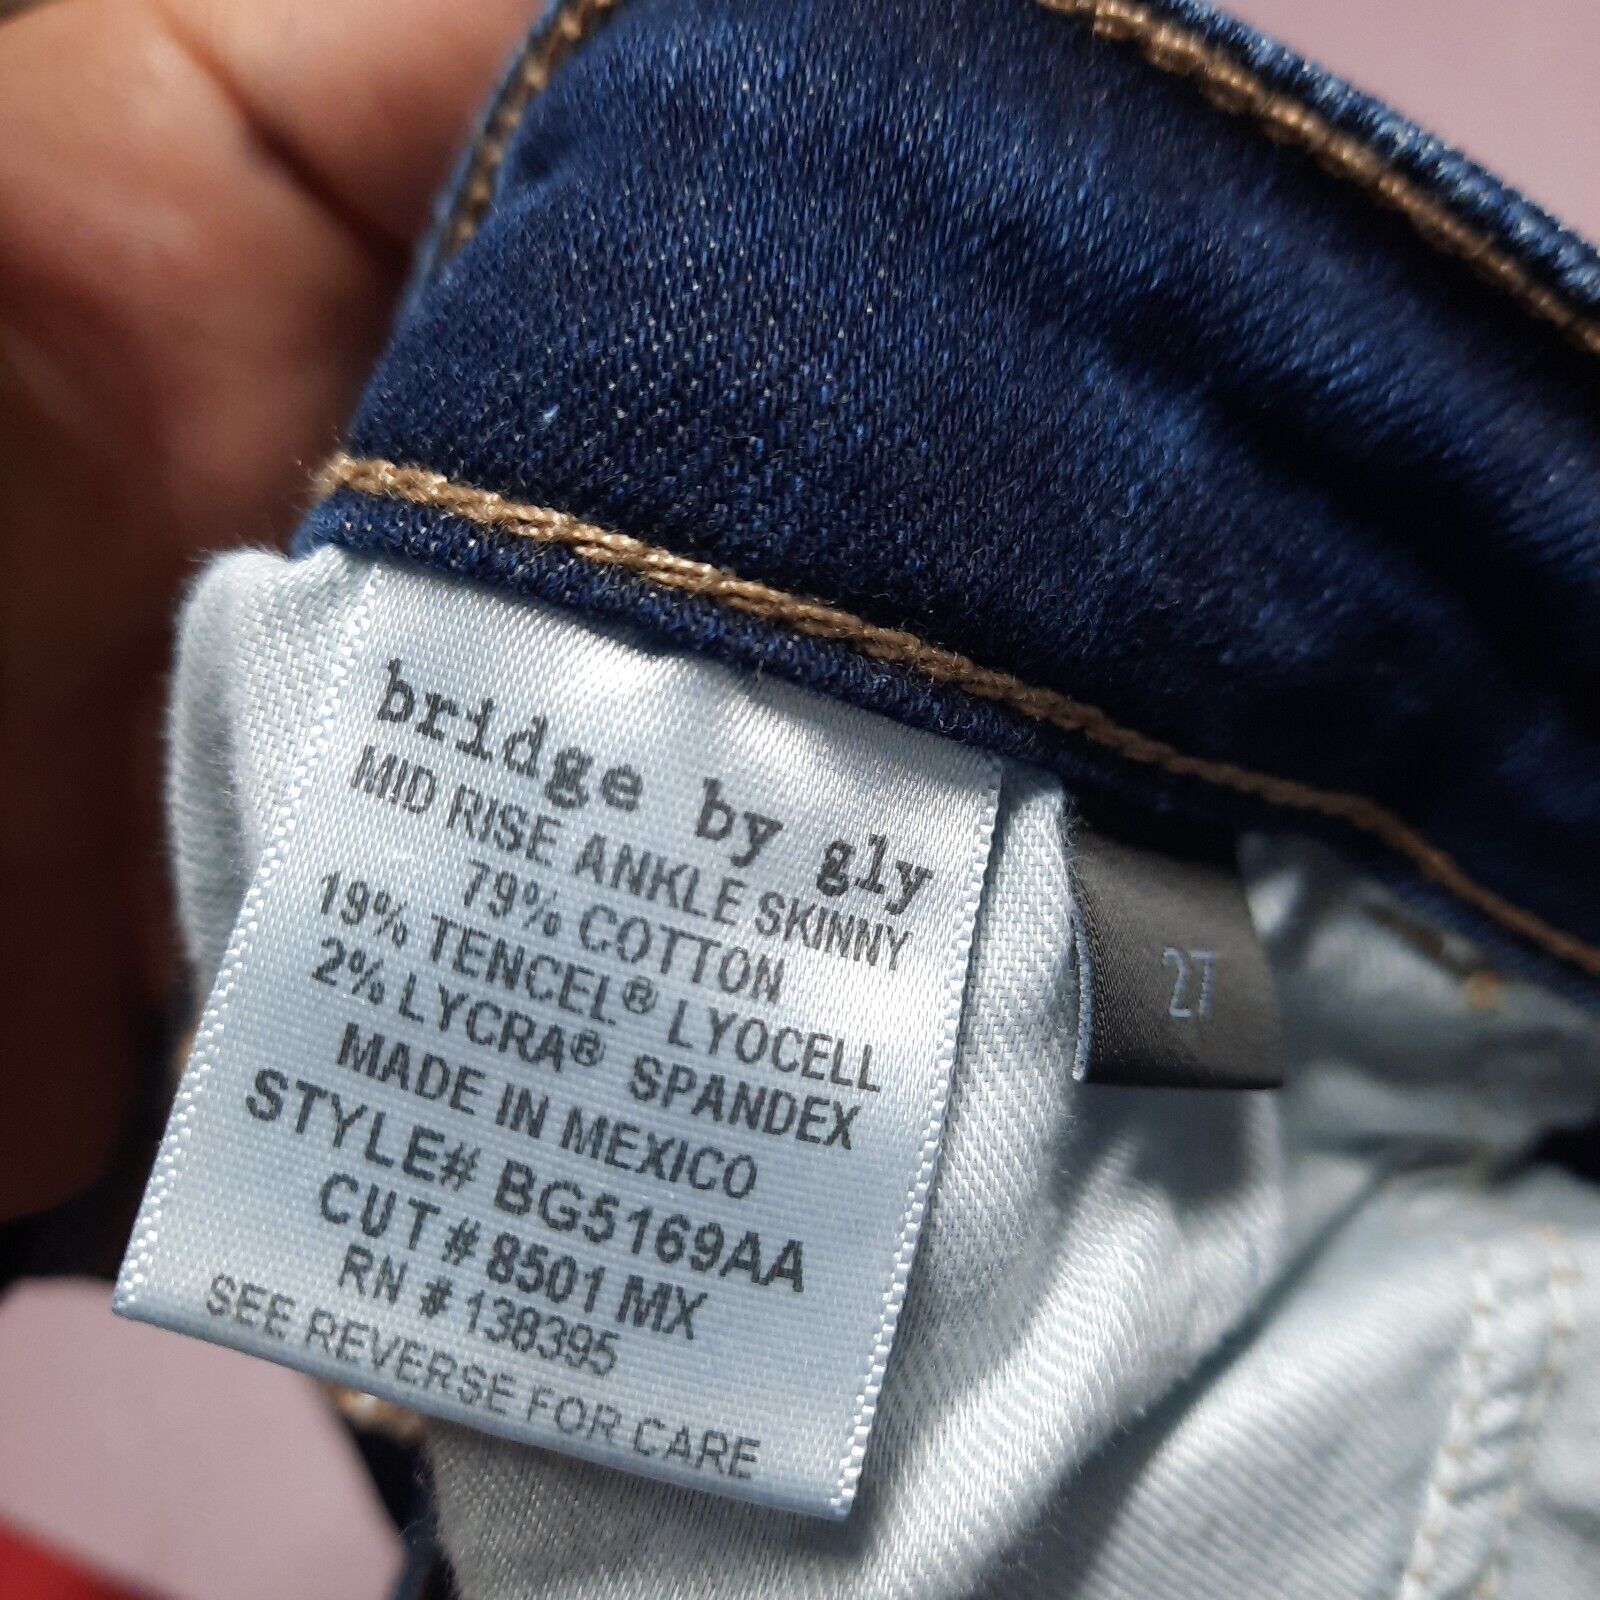 bridge by gly
MID RISE ANKLE SKINNY
79% COTTON
19% TENCEL® LYOCELL
2% LYCRA® SPANDEX
MADE IN MEXICO
STYLE# BG5169AA
CUT # 8501 MX
RN # 138395
SEE REVERSE FOR CARE
27